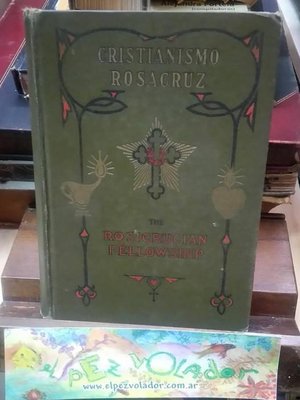 CRISTIANISMO
ROSACRUZ
THE
ROSICRUCIAN
FELLOWSHIP
el pez volador
www.elpezvolador.com.ar